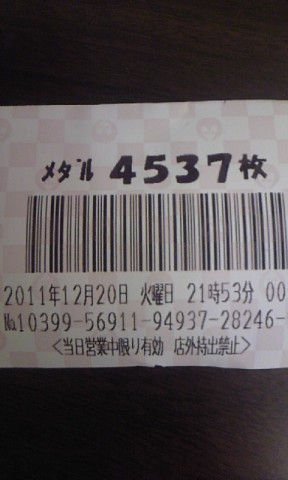 メダル 4537枚
2011年12月20日 火曜日 21時53分 00
No10399-56911-94937-28246-
<当日営業中限り有効 店外持出禁止>